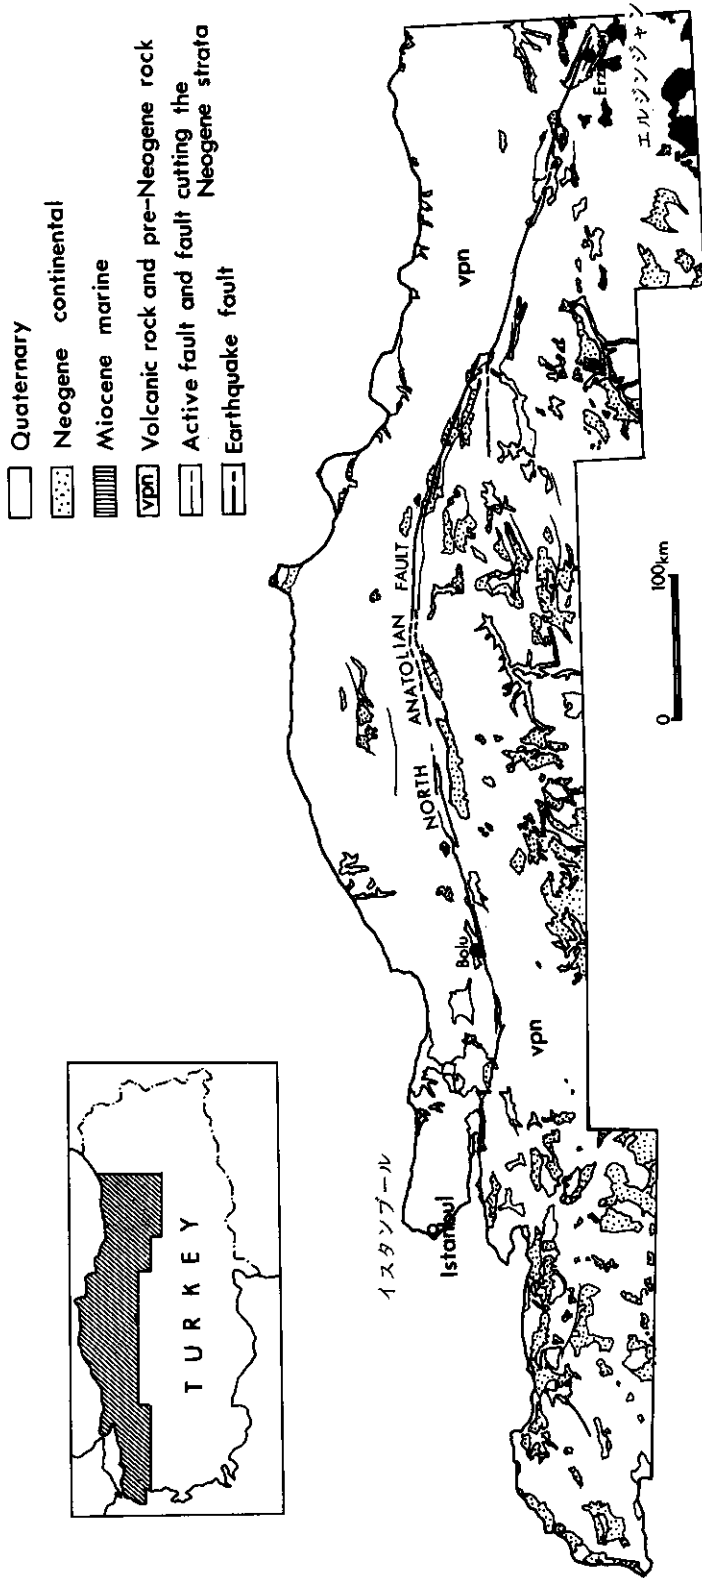 Quaternary
Neogene continental
Miocene marine
vpn Volcanic rock and pre-Neogene rock
Active fault and fault cutting the
Neogene strata
Earthquake fault
TURKEY
イスタンブール
Istanbul
Bolu
NORTH ANATOLIAN FAULT
vpn
vpn
エルジンジャン
0 100km